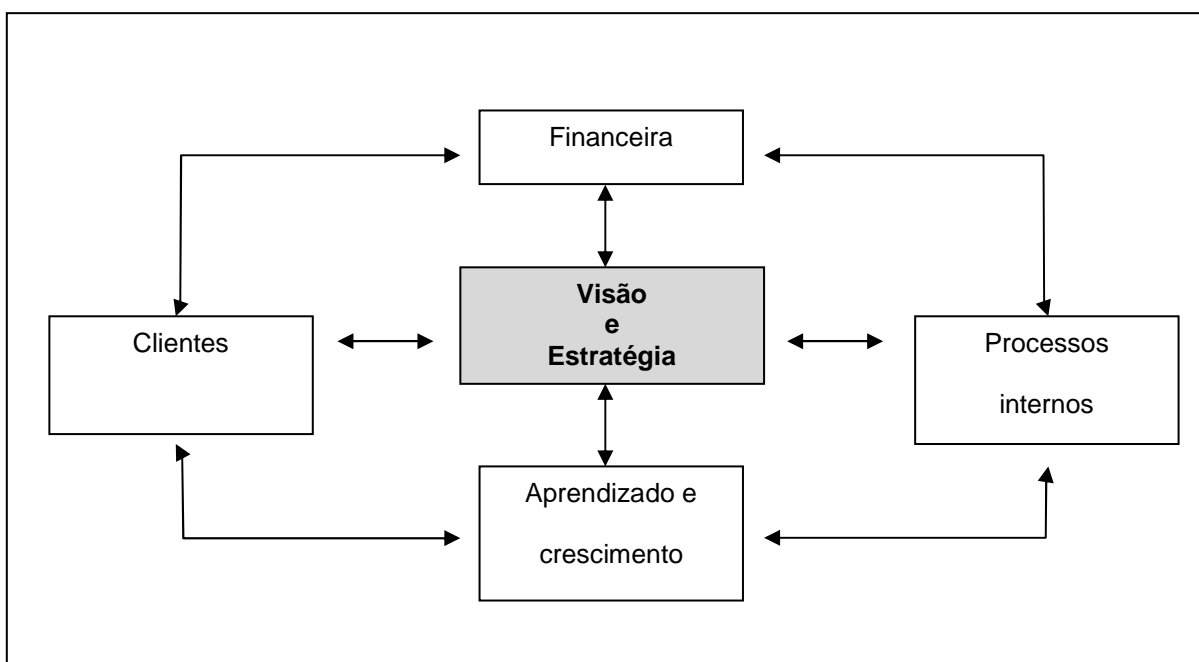 Financeira
Visão
e
Estratégia
Clientes
Processos
internos
Aprendizado e
crescimento